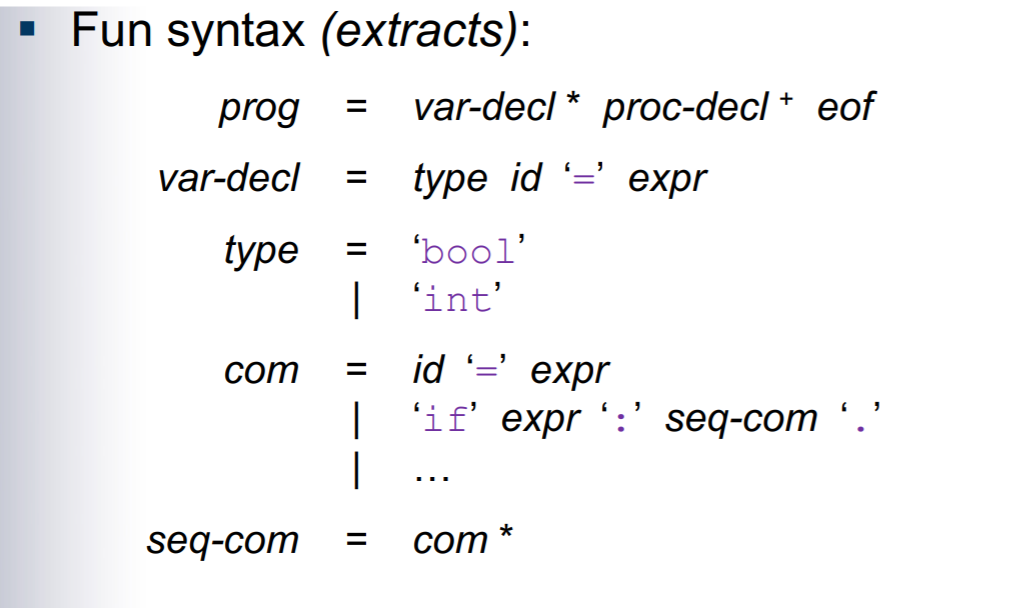 ▪ Fun syntax (extracts):
prog = var-decl * proc-decl + eof
var-decl = type id ‘=’ expr
type = ‘bool’
| ‘int’
com = id ‘=’ expr
| ‘if’ expr ‘:’ seq-com ‘.’
| …
seq-com = com *